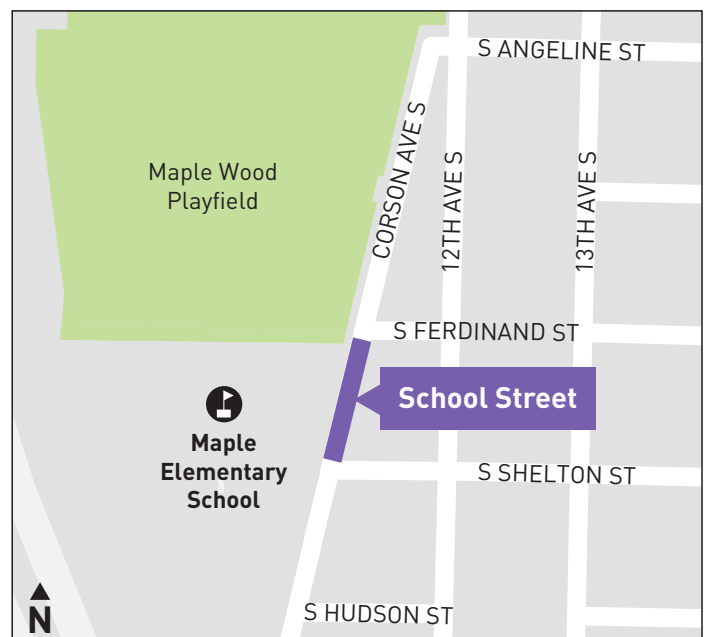 S ANGELINE ST
Maple Wood
Playfield
CORSON AVE S
12TH AVE S
13TH AVE S
S FERDINAND ST
School Street
Maple
Elementary
School
S SHELTON ST
S HUDSON ST
N